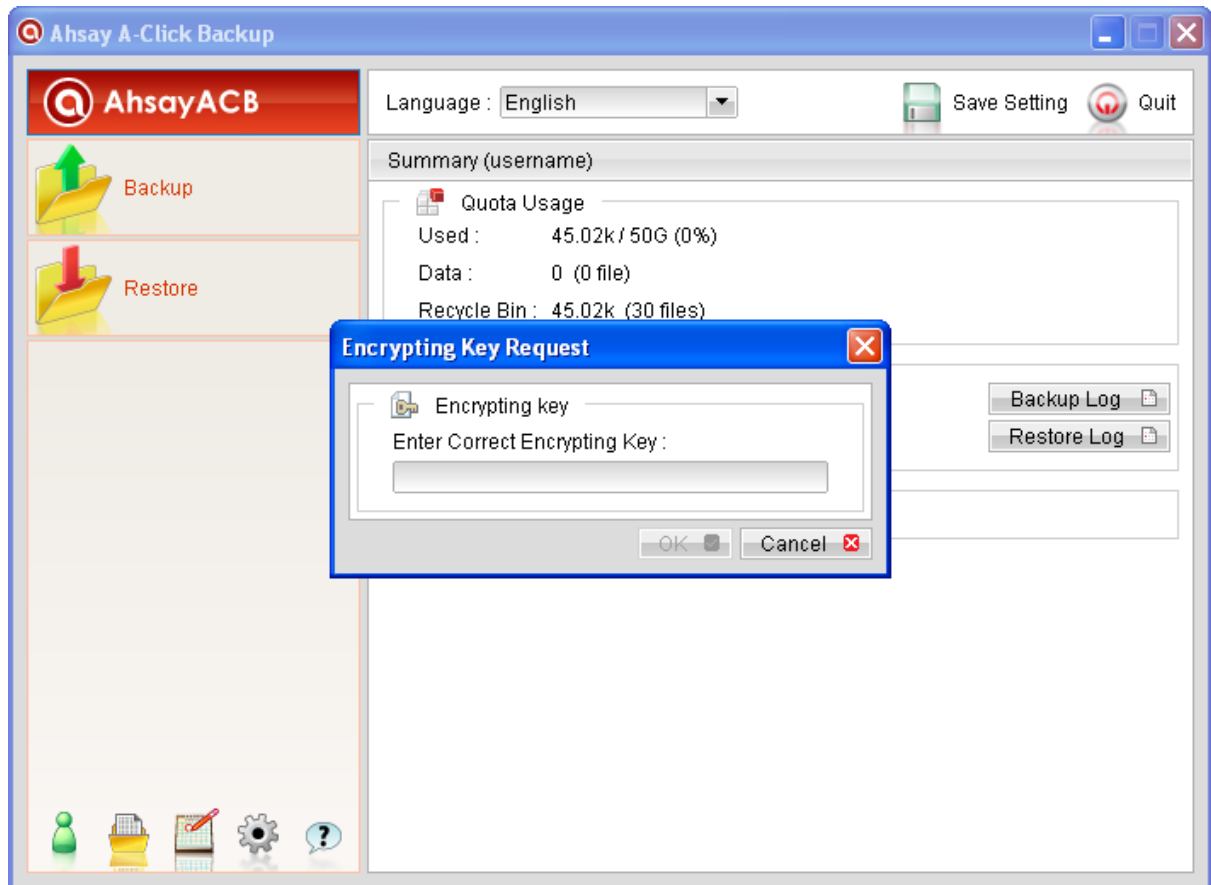 Ahsay A-Click Backup
AhsayACB
Language : English
Save Setting
Quit
Backup
Restore
Summary (username)
Quota Usage
Used : 45.02k / 50G (0%)
Data : 0 (0 file)
Recycle Bin : 45.02k (30 files)
Encrypting Key Request
Encrypting key
Enter Correct Encrypting Key :
OK
Cancel
Backup Log
Restore Log